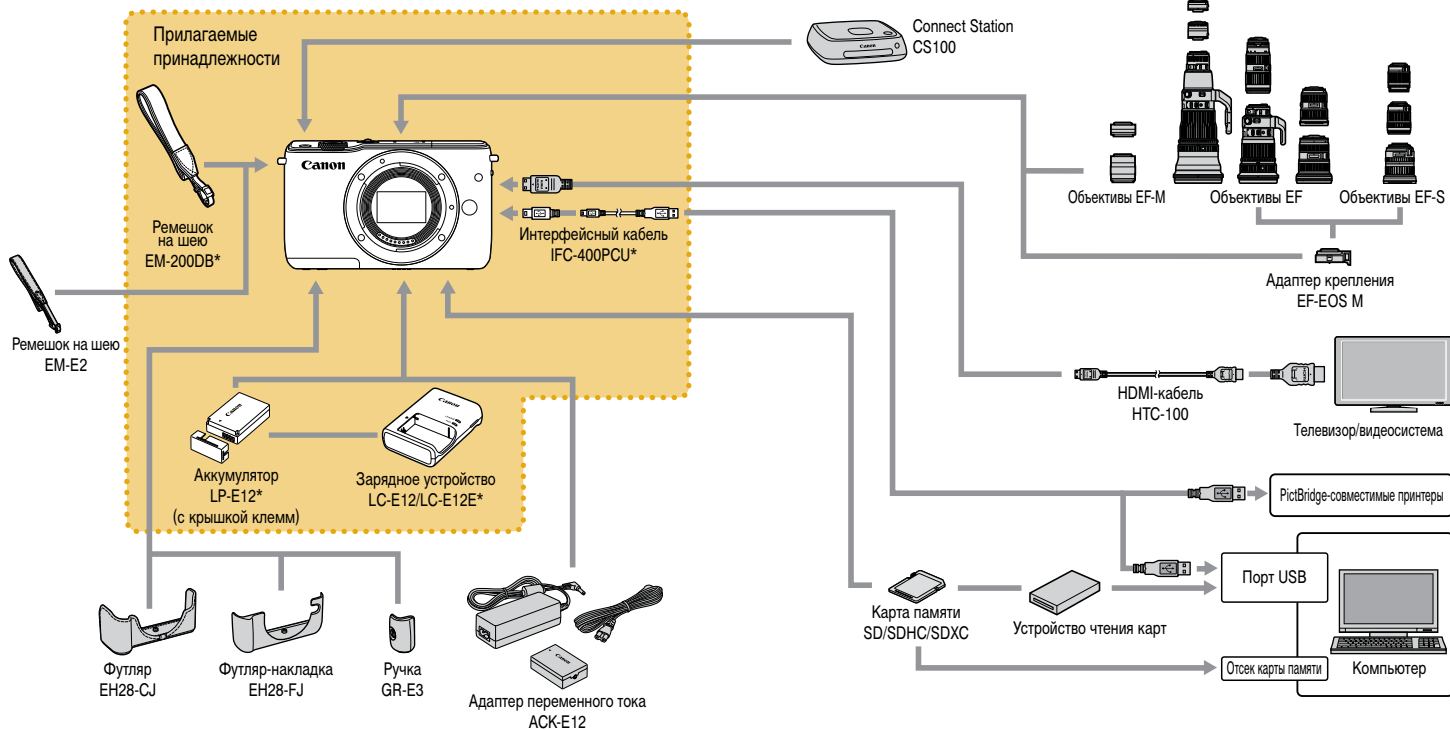 Прилагаемые
принадлежности
Connect Station
CS100
Canon
Canon
Ремешок
на шею
EM-200DB*
Интерфейсный кабель
IFC-400PCU*
Объективы EF-M
Объективы EF
Объективы EF-S
Адаптер крепления
EF-EOS M
Ремешок на шею
EM-E2
HDMI-кабель
HTC-100
Телевизор/видеосистема
Canon
Canon
Аккумулятор
LP-E12*
(с крышкой клемм)
Зарядное устройство
LC-E12/LC-E12E*
PictBridge-совместимые принтеры
Порт USB
Карта памяти
SD/SDHC/SDXC
Устройство чтения карт
Отсек карты памяти
Компьютер
Футляр
EH28-CJ
Футляр-накладка
EH28-FJ
Ручка
GR-E3
Canon
Адаптер переменного тока
ACK-E12